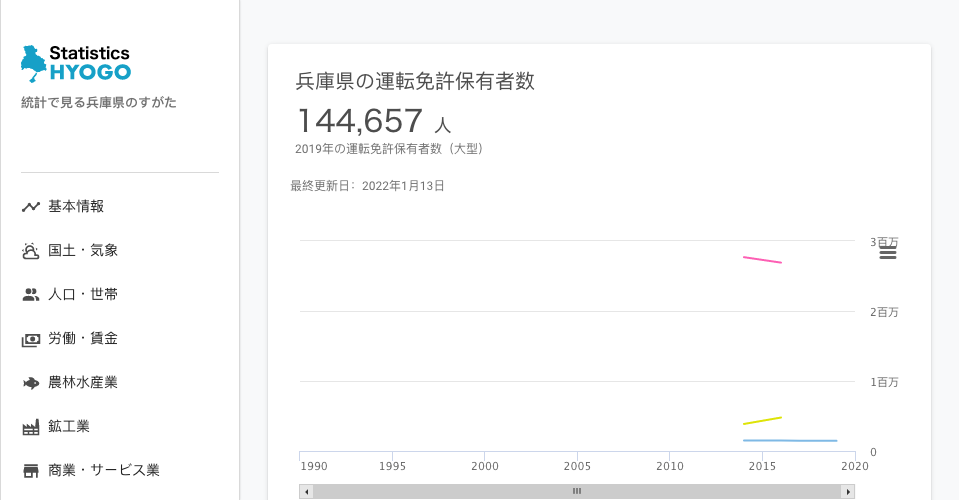 Statistics
HYOGO
統計で見る兵庫県のすがた
基本情報
国土・気象
人口・世帯
労働・賃金
農林水産業
鉱工業
商業・サービス業
兵庫県の運転免許保有者数
144,657 人
2019年の運転免許保有者数（大型）
最終更新日：2022年1月13日
3百万
2百万
1百万
0
1990 1995 2000 2005 2010 2015 2020